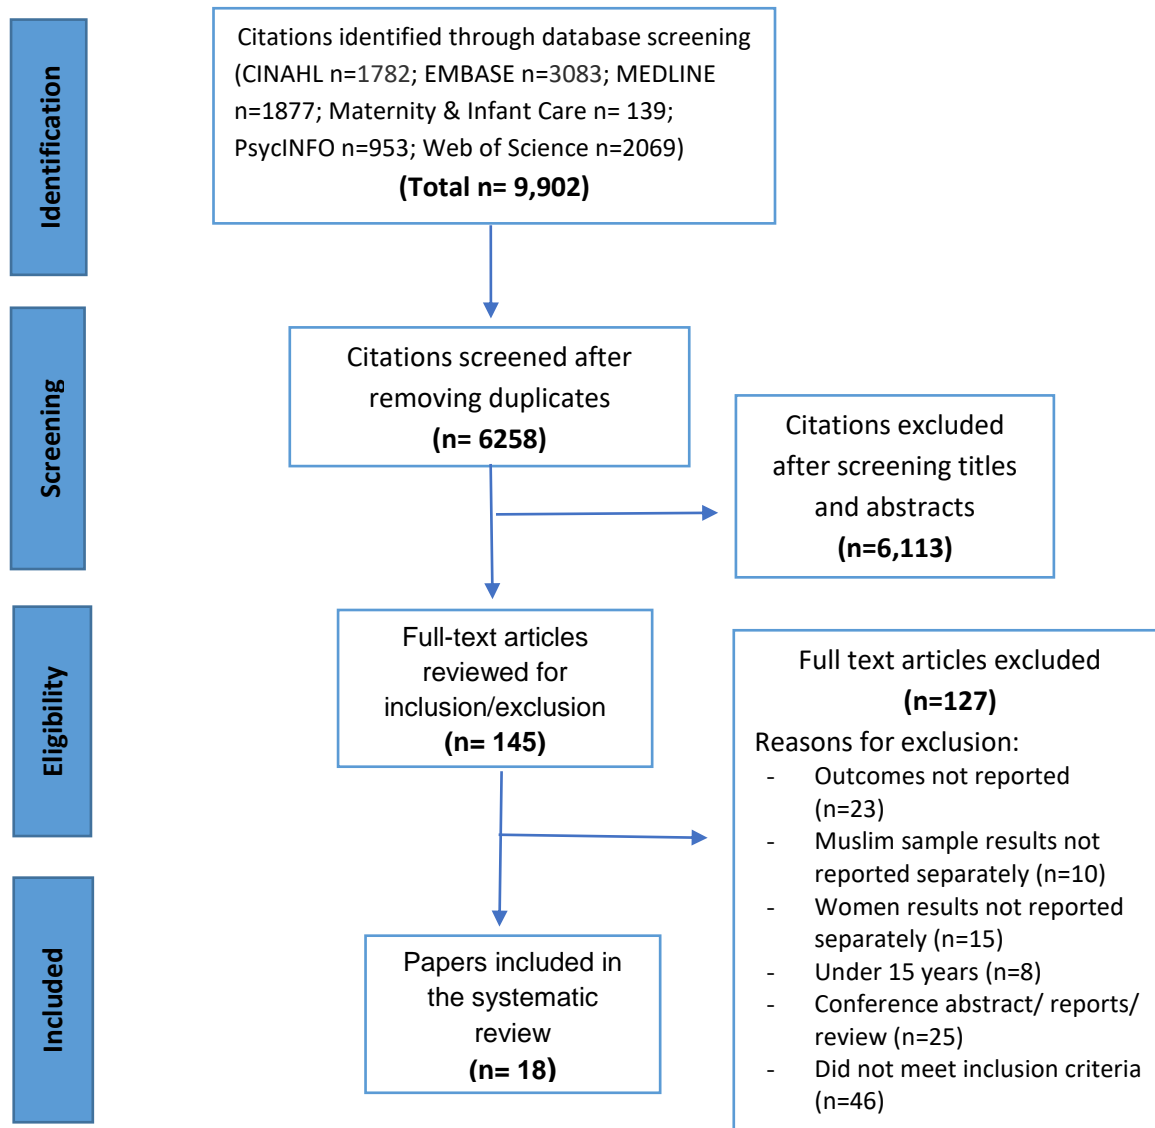 Identification
Citations identified through database screening
(CINAHL n=1782; EMBASE n=3083; MEDLINE
n=1877; Maternity & Infant Care n= 139;
PsycINFO n=953; Web of Science n=2069)
(Total n= 9,902)
Screening
Citations screened after
removing duplicates
(n= 6258)
Citations excluded
after screening titles
and abstracts
(n=6,113)
Eligibility
Full-text articles
reviewed for
inclusion/exclusion
(n= 145)
Full text articles excluded
(n=127)
Reasons for exclusion:
- Outcomes not reported
(n=23)
- Muslim sample results not
reported separately (n=10)
- Women results not reported
separately (n=15)
- Under 15 years (n=8)
- Conference abstract/ reports/
review (n=25)
- Did not meet inclusion criteria
(n=46)
Included
Papers included in
the systematic
review
(n= 18)